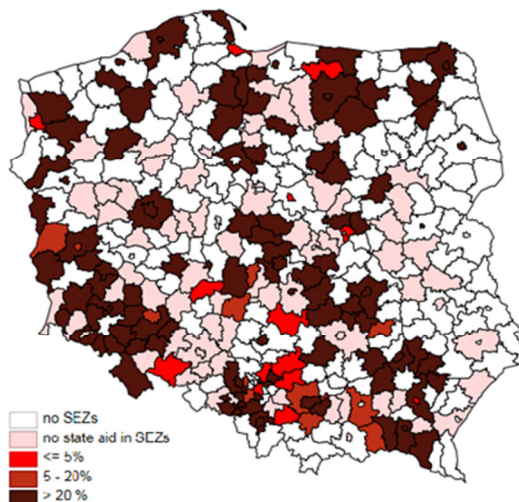 no SEZs
no state aid in SEZs
<= 5%
5 - 20%
> 20 %